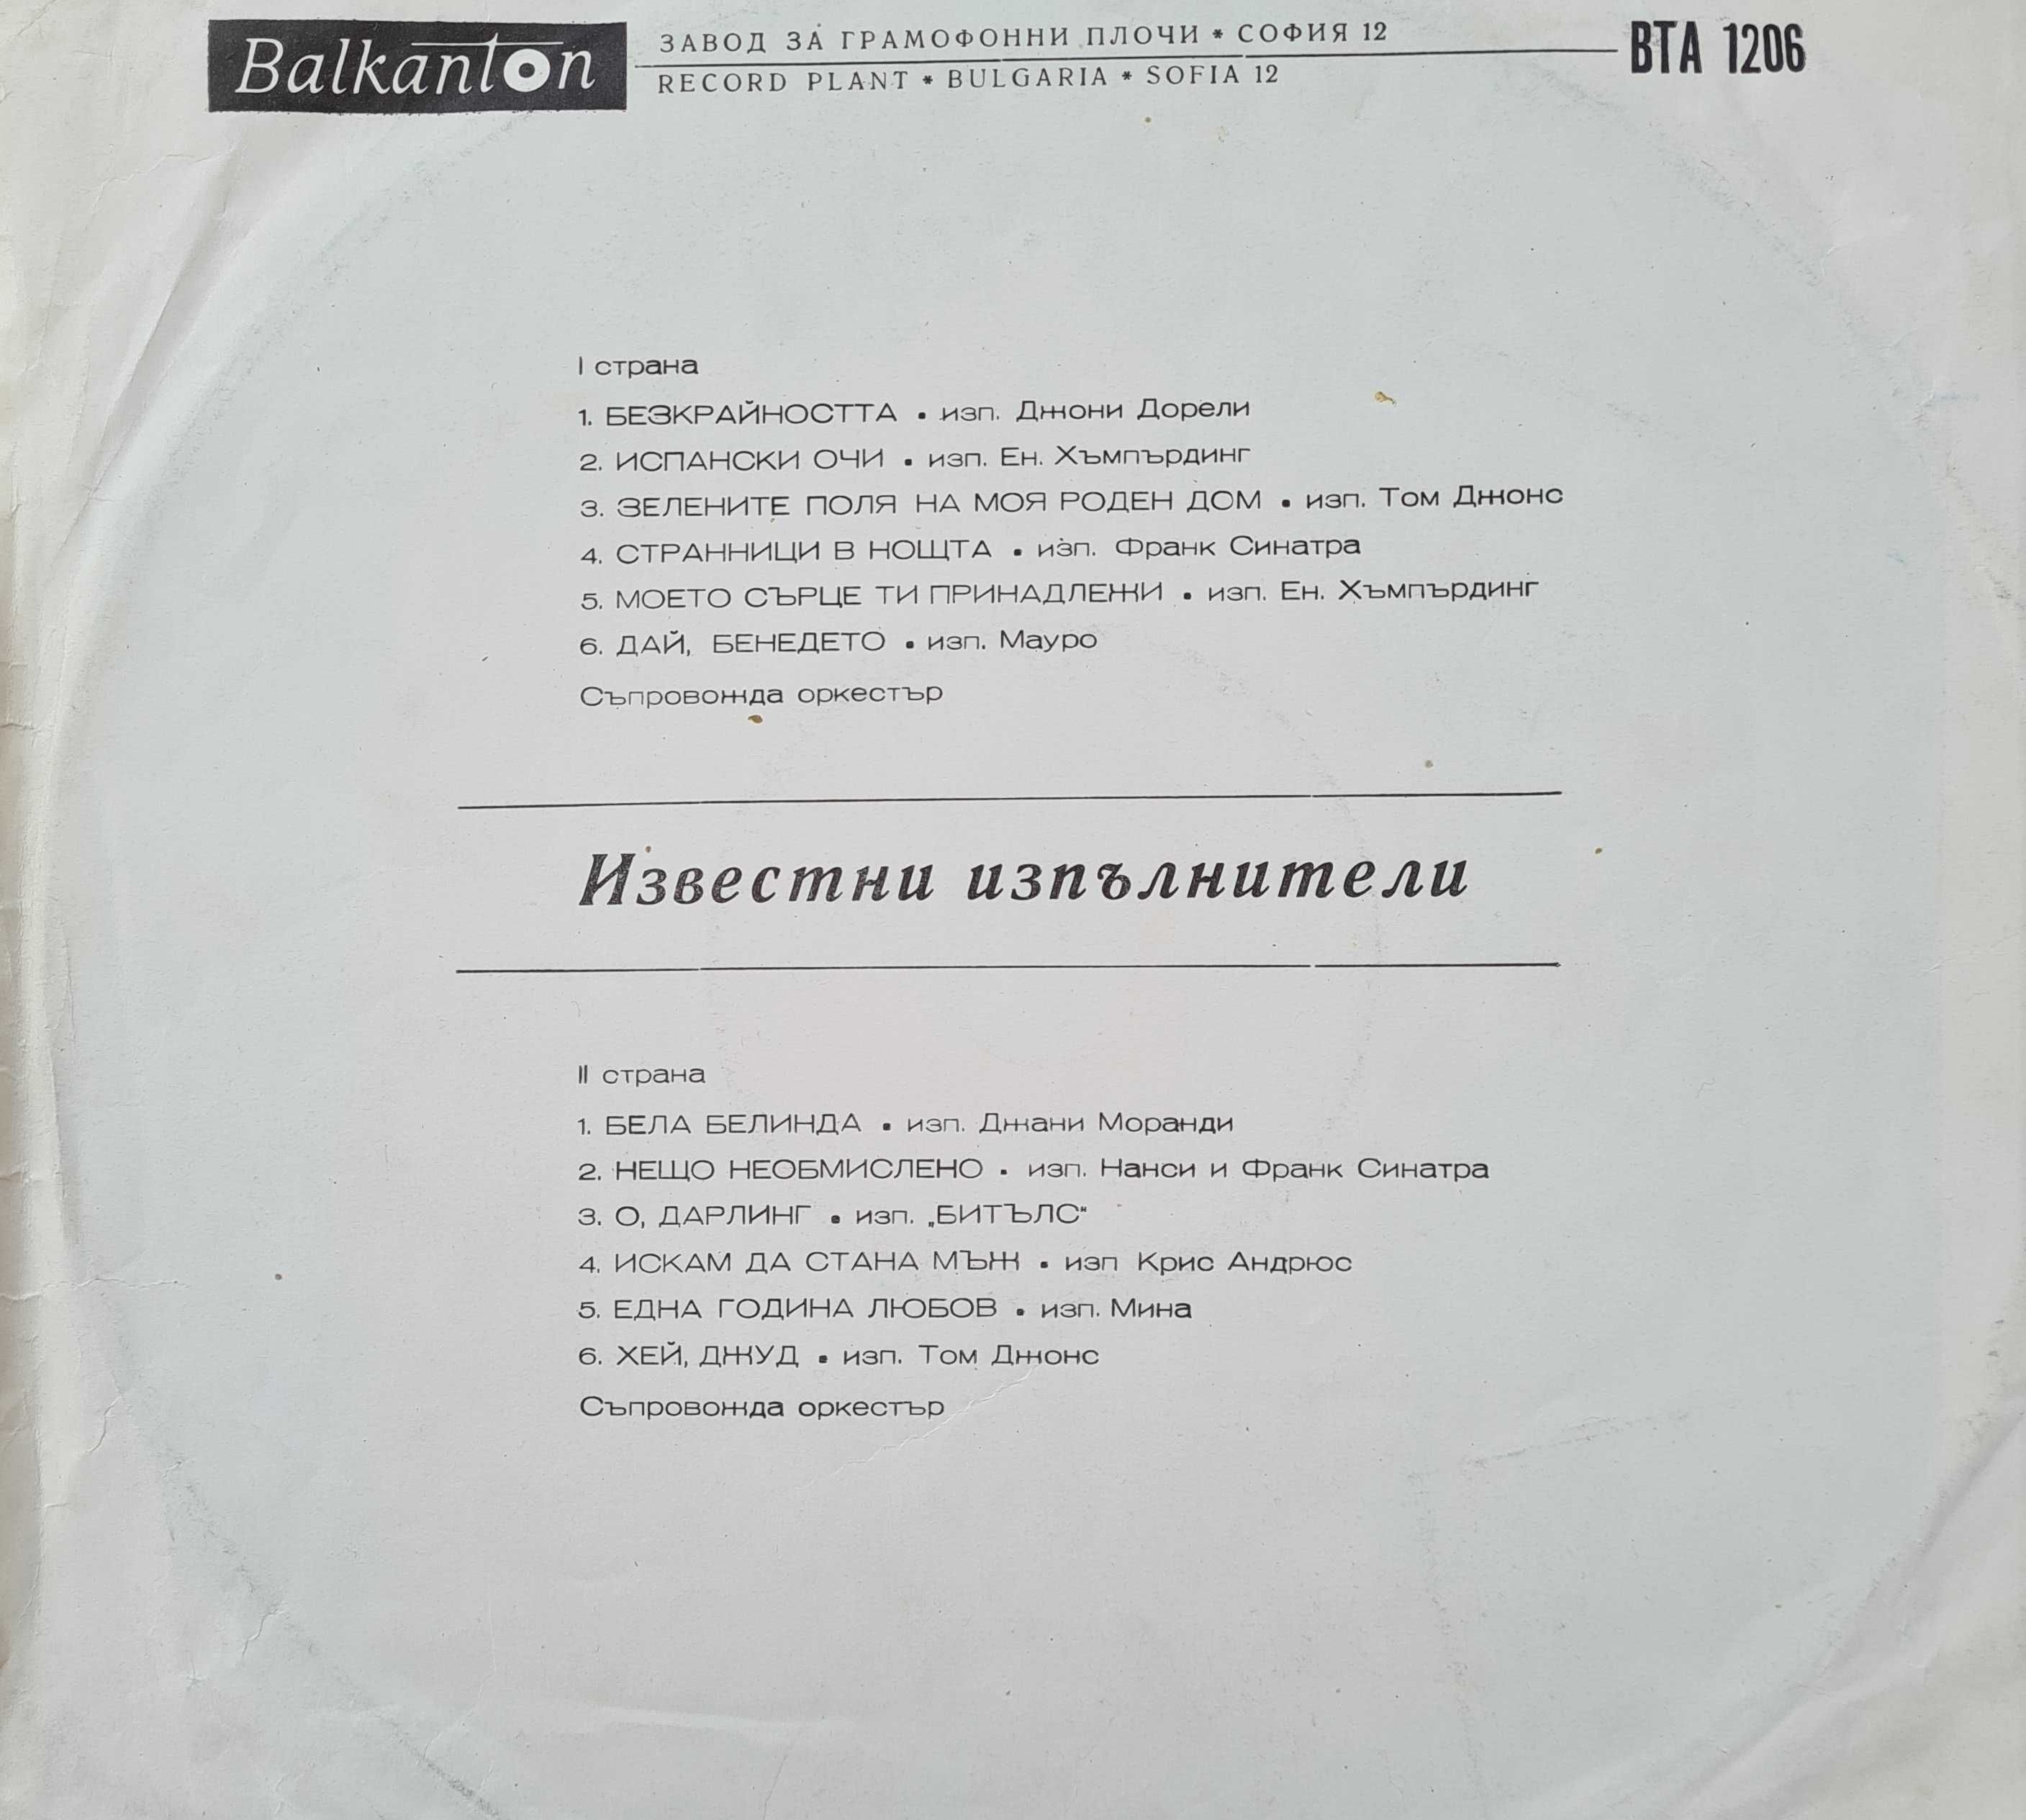 Balkanton
ЗАВОД ЗА ГРАМОФОННИ ПЛОЧИ * СОФИЯ 12
RECORD PLANT * BULGARIA * SOFIA 12
ВТА 1206
I страна
1. БЕЗКРАЙНОСТТА • изп. Джони Дорели
2. ИСПАНСКИ ОЧИ • изп. Ен. Хъмпърдинг
3. ЗЕЛЕНИТЕ ПОЛЯ НА МОЯ РОДЕН ДОМ • изп. Том Джонс
4. СТРАННИЦИ В НОЩТА • изп. Франк Синатра
5. МОЕТО СЪРЦЕ ТИ ПРИНАДЛЕЖИ • изп. Ен. Хъмпърдинг
6. ДАЙ, БЕНЕДЕТО • изп. Мауро
Съпровожда оркестър
Известни изпълнители
II страна
1. БЕЛА БЕЛИНДА • изп. Джани Моранди
2. НЕЩО НЕОБМИСЛЕНО • изп. Нанси и Франк Синатра
3. О, ДАРЛИНГ • изп. „БИТЪЛС“
4. ИСКАМ ДА СТАНА МЪЖ • изп Крис Андрюс
5. ЕДНА ГОДИНА ЛЮБОВ • изп. Мина
6. ХЕЙ, ДЖУД • изп. Том Джонс
Съпровожда оркестър